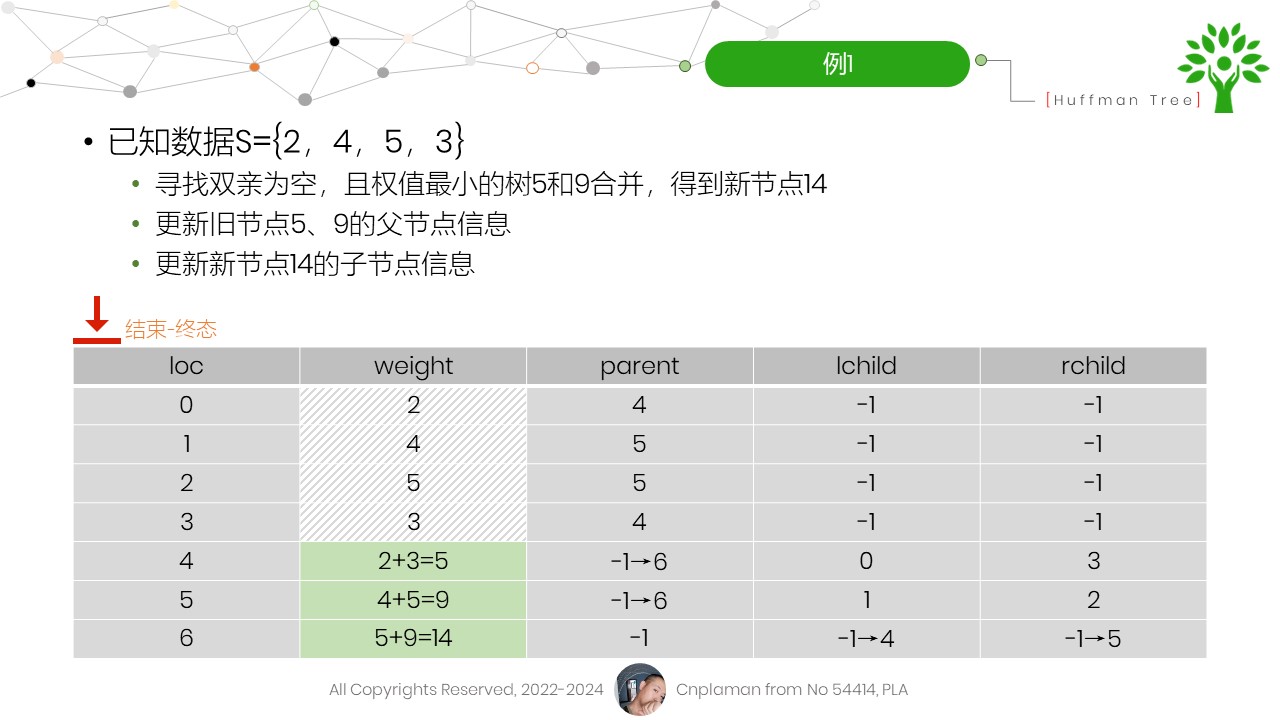 例1
[Huffman Tree]
• 已知数据S={2，4，5，3}
• 寻找双亲为空，且权值最小的树5和9合并，得到新节点14
• 更新旧节点5、9的父节点信息
• 更新新节点14的子节点信息
结束-终态
loc weight parent lchild rchild
0 2 4 -1 -1
1 4 5 -1 -1
2 5 5 -1 -1
3 3 4 -1 -1
4 2+3=5 -1→6 0 3
5 4+5=9 -1→6 1 2
6 5+9=14 -1 -1→4 -1→5
All Copyrights Reserved, 2022-2024 Cnplaman from No 54414, PLA